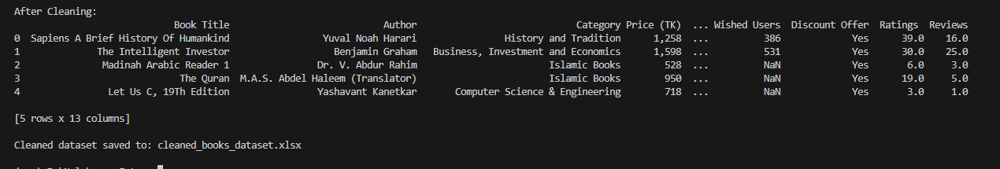 After Cleaning:
Book Title Author Category Price (TK) ... Wished Users Discount Offer Ratings Reviews
0 Sapiens A Brief History Of Humankind Yuval Noah Harari History and Tradition 1,258 ... 386 Yes 39.0 16.0
1 The Intelligent Investor Benjamin Graham Business, Investment and Economics 1,598 ... 531 Yes 30.0 25.0
2 Madinah Arabic Reader 1 Dr. V. Abdur Rahim Islamic Books 528 ... NaN Yes 6.0 3.0
3 The Quran M.A.S. Abdel Haleem (Translator) Islamic Books 950 ... NaN Yes 19.0 5.0
4 Let Us C, 19Th Edition Yashavant Kanetkar Computer Science & Engineering 718 ... NaN Yes 3.0 1.0
[5 rows x 13 columns]
Cleaned dataset saved to: cleaned_books_dataset.xlsx